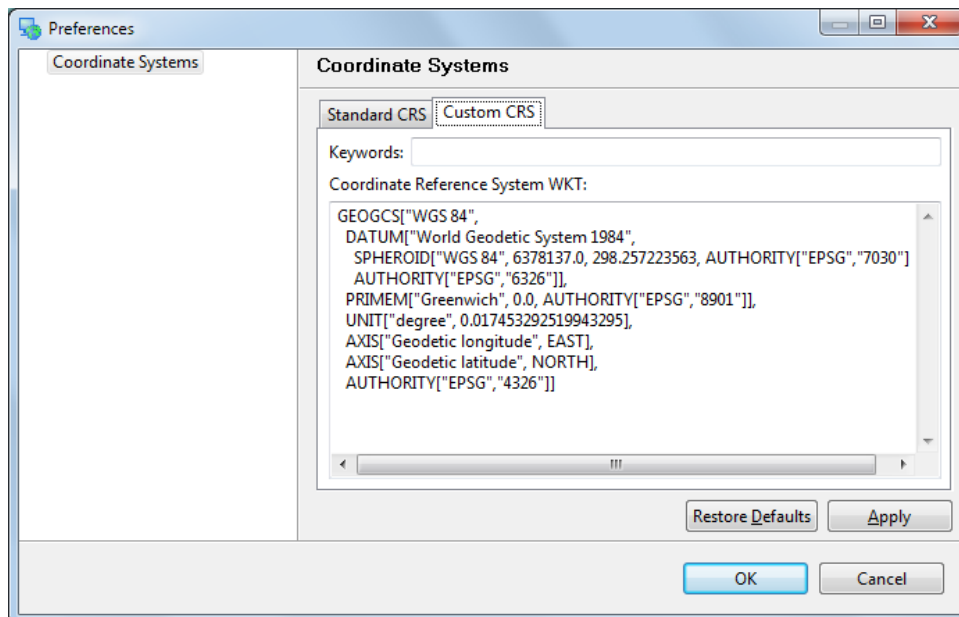 Preferences
Coordinate Systems
Coordinate Systems
Standard CRS
Custom CRS
Keywords:
Coordinate Reference System WKT:
GEOGCS["WGS 84",
DATUM["World Geodetic System 1984",
SPHEROID["WGS 84", 6378137.0, 298.257223563, AUTHORITY["EPSG","7030"]
AUTHORITY["EPSG","6326"]],
PRIMEM["Greenwich", 0.0, AUTHORITY["EPSG","8901"]],
UNIT["degree", 0.017453292519943295],
AXIS["Geodetic longitude", EAST],
AXIS["Geodetic latitude", NORTH],
AUTHORITY["EPSG","4326"]]
Restore Defaults
Apply
OK
Cancel